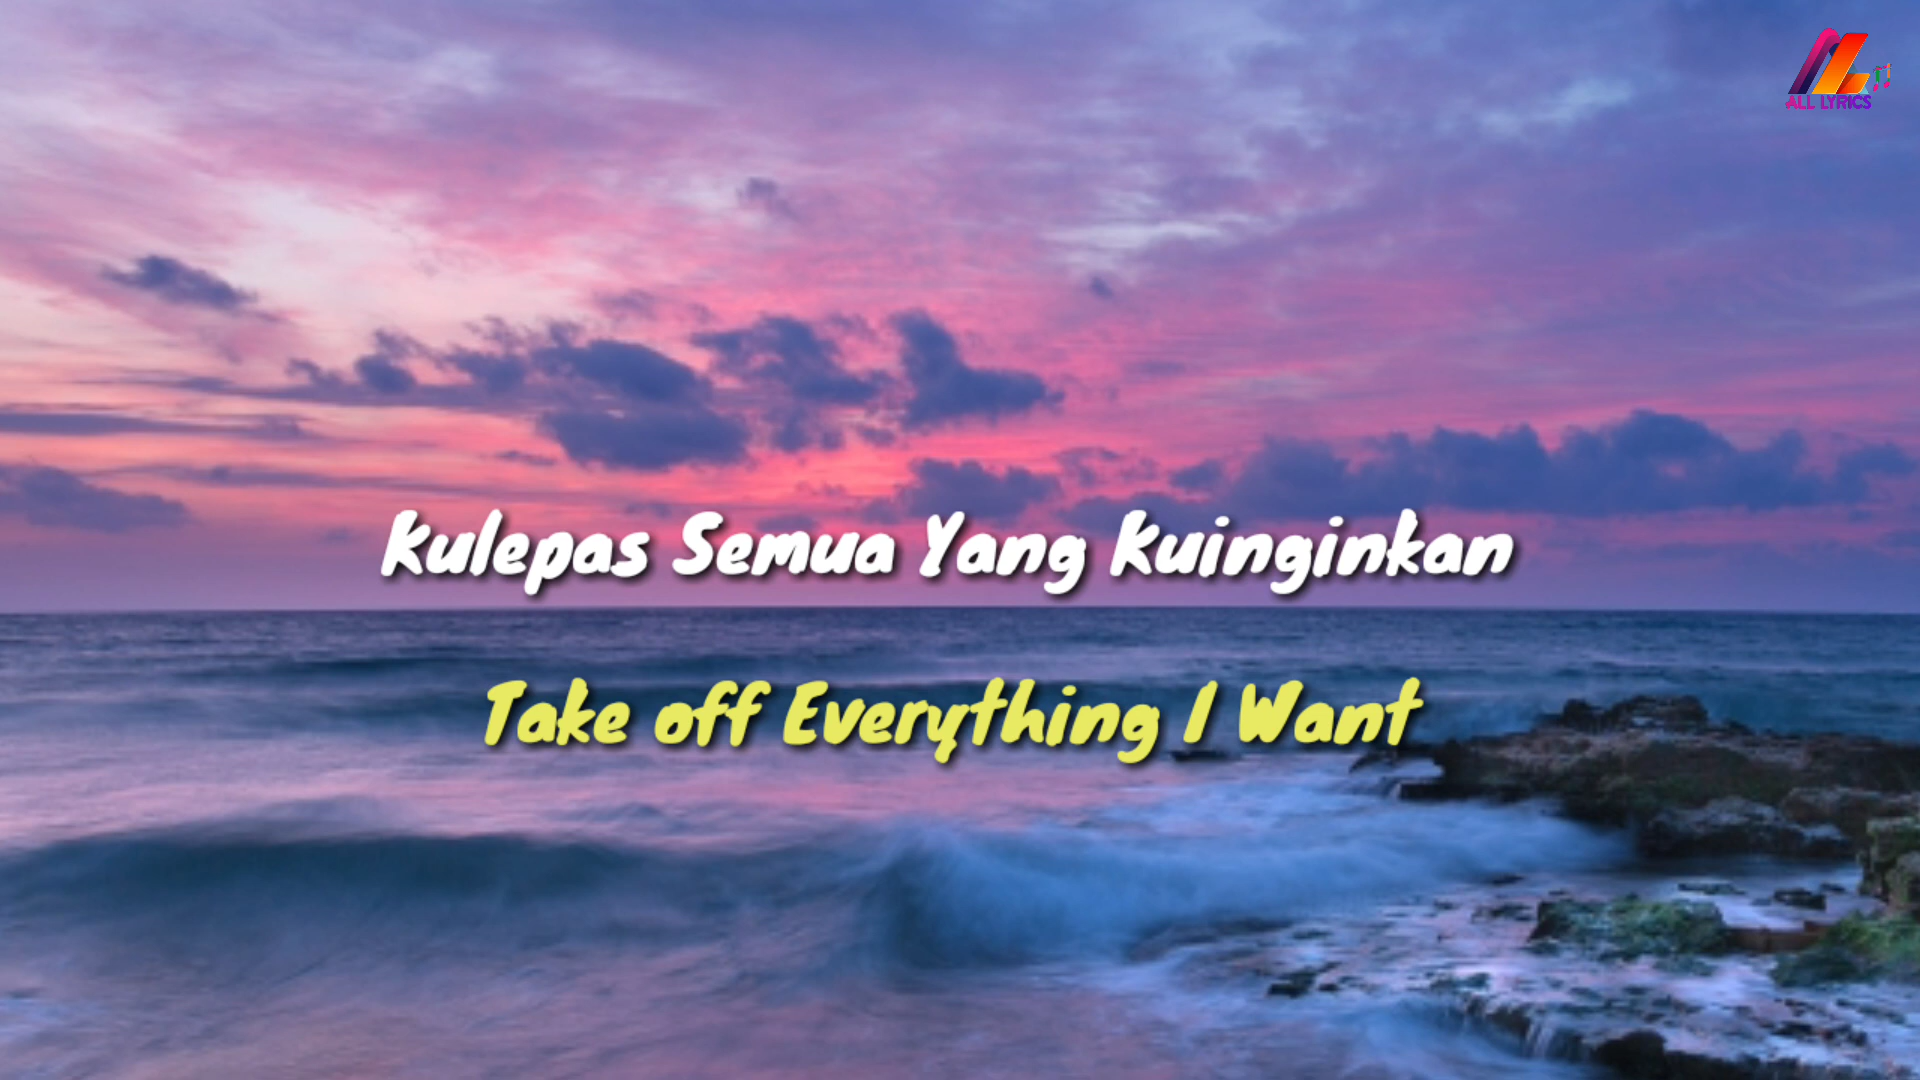 ALL LYRICS
Kulepas Semua Yang Kuinginkan
Take off Everything I Want